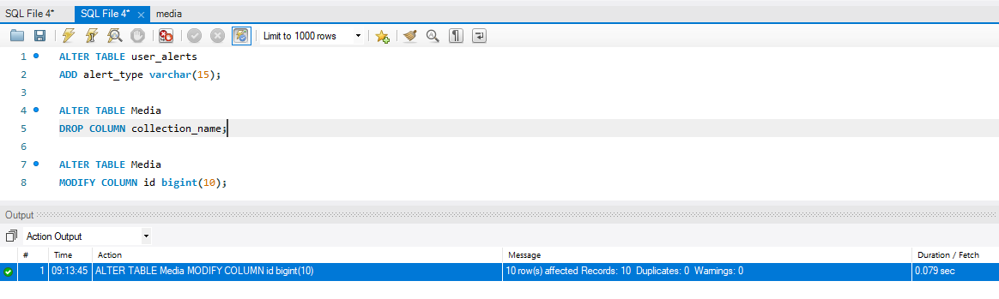 SQL File 4* SQL File 4* × media
Limit to 1000 rows
1 ALTER TABLE user_alerts
2 ADD alert_type varchar(15);
3
4 ALTER TABLE Media
5 DROP COLUMN collection_name;
6
7 ALTER TABLE Media
8 MODIFY COLUMN id bigint(10);
Output
Action Output
# Time Action Message Duration / Fetch
1 09:13:45 ALTER TABLE Media MODIFY COLUMN id bigint(10) 10 row(s) affected Records: 10 Duplicates: 0 Warnings: 0 0.079 sec